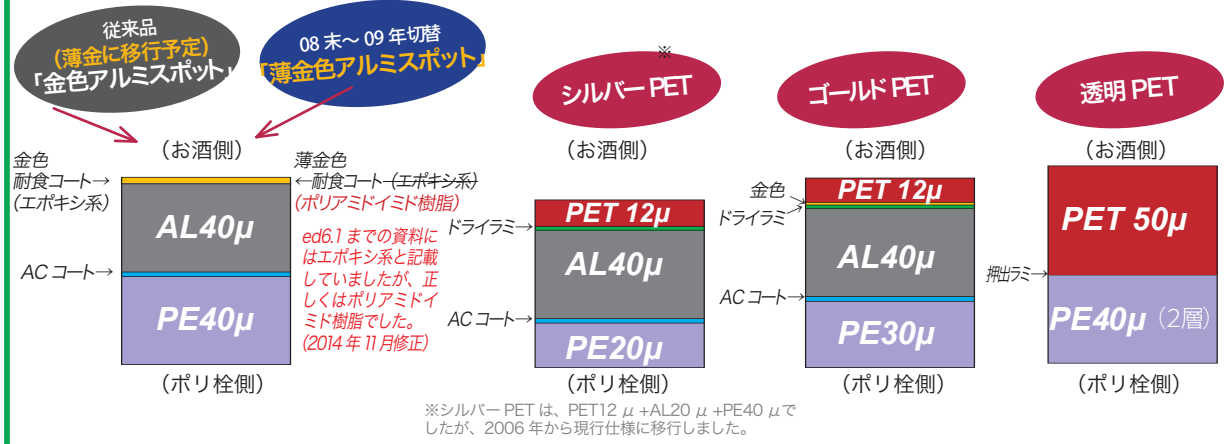 従来品
(薄金に移行予定)
「金色アルミスポット」
08 末〜 09 年切替
「薄金色アルミスポット」
※
シルバー PET
ゴールド PET
透明 PET
(お酒側)
(お酒側)
(お酒側)
(お酒側)
金色
耐食コート→
(エポキシ系)
薄金色
←耐食コート (エポキシ系)
(ポリアミドイミド樹脂)
AL40μ
ACコート→
PE40μ
(ポリ栓側)
ed6.1 までの資料に
はエポキシ系と記載
していましたが、正
しくはポリアミドイ
ミド樹脂でした。
(2014 年 11月修正)
PET 12μ
ドライラミ→
AL40μ
ACコート→
PE20μ
(ポリ栓側)
PET 12μ
金色
ドライラミ
AL40μ
ACコート→
PE30μ
(ポリ栓側)
PET 50μ
押出ラミ→
PE40μ (2層)
(ポリ栓側)
※シルバー PET は、PET12 μ +AL20 μ +PE40 μで
したが、2006 年から現行仕様に移行しました。